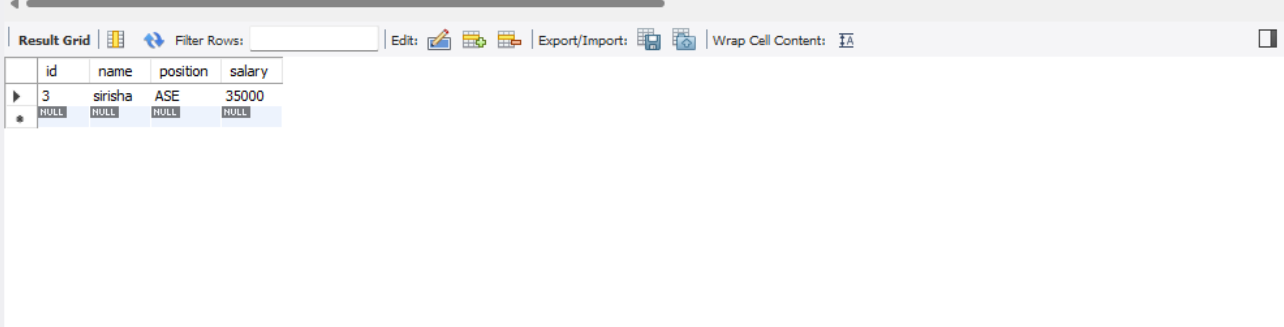 Result Grid Filter Rows: Edit: Export/Import: Wrap Cell Content: IA
id name position salary
3 sirisha ASE 35000
NULL NULL NULL NULL